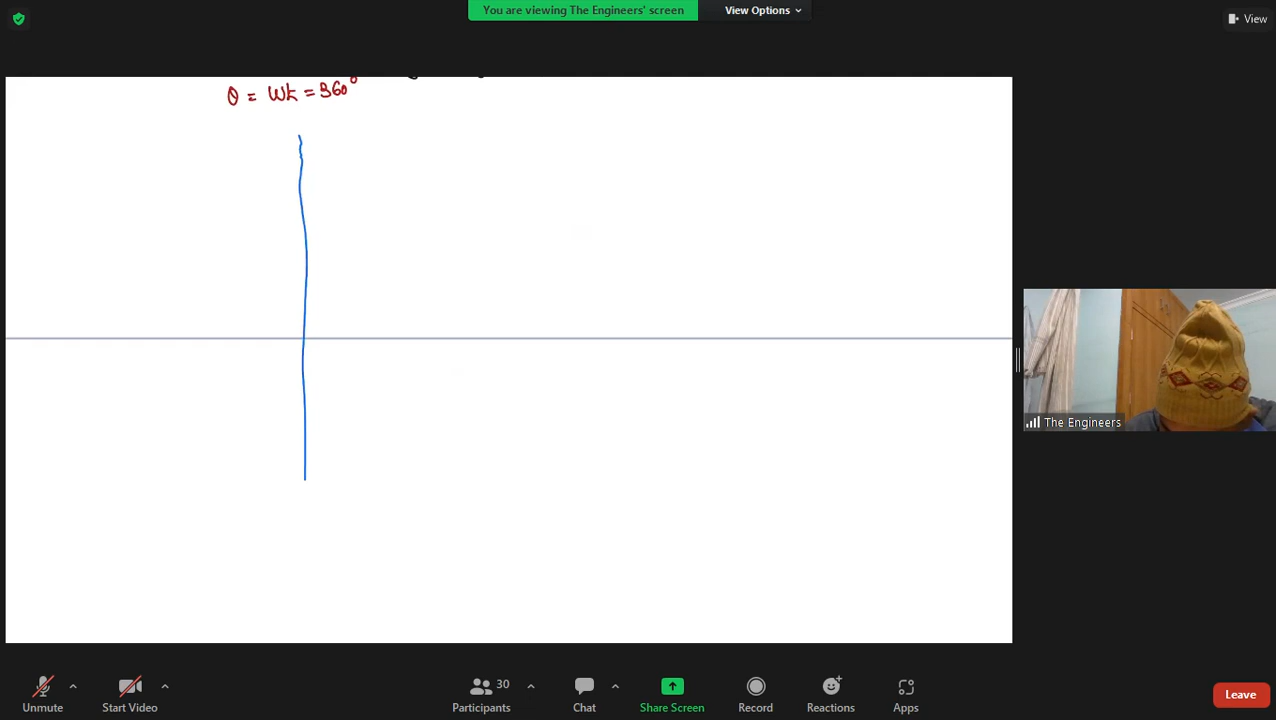 You are viewing The Engineers' screen
View Options
View
θ = Wt = 360°
The Engineers
Unmute
Start Video
30
Participants
Chat
Share Screen
Record
Reactions
Apps
Leave